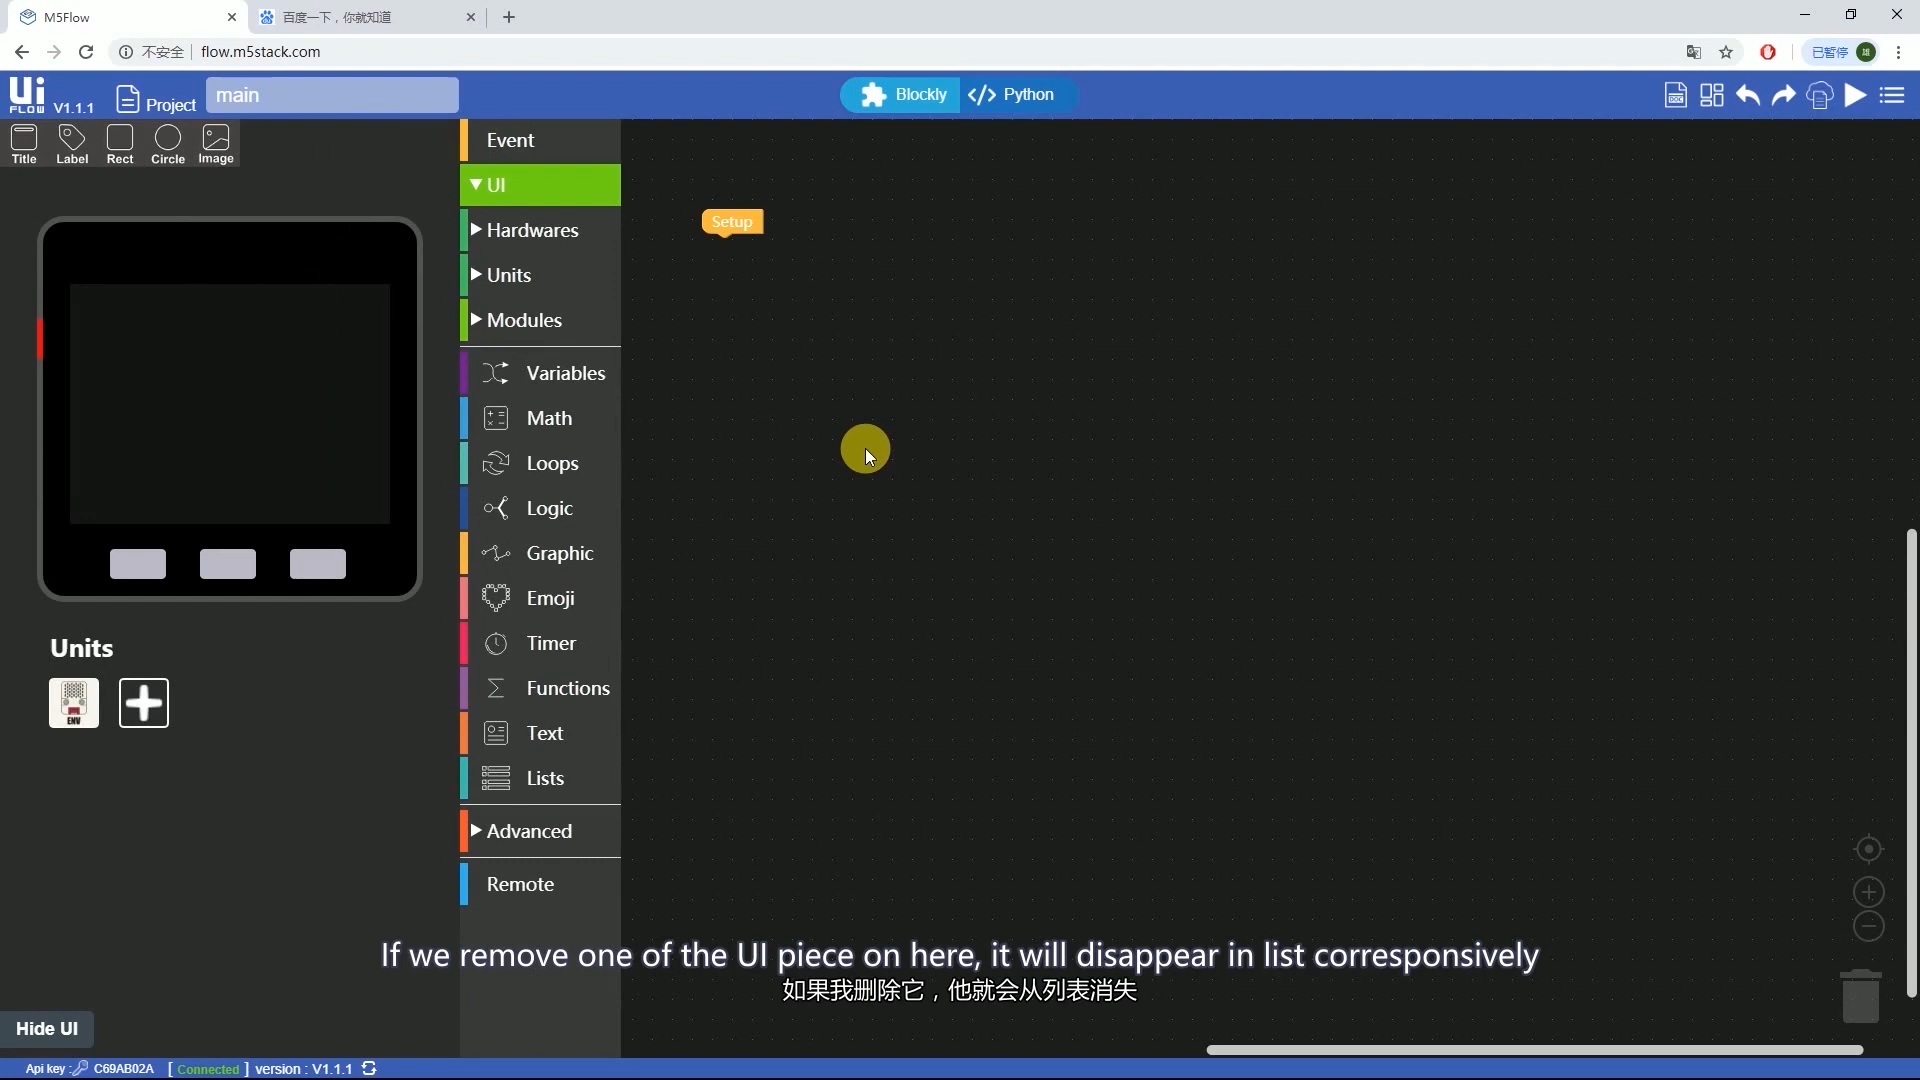 M5Flow
百度一下，你就知道
不安全
flow.m5stack.com
已暂停
雄
Ui
FLOW
V1.1.1
Project
main
Blockly
</> Python
DOC
Title
Label
Rect
Circle
Image
Event
UI
Hardwares
Units
Modules
Setup
Variables
Math
Loops
Logic
Graphic
Emoji
Timer
Functions
Text
Lists
Advanced
Remote
Units
ENV
If we remove one of the UI piece on here, it will disappear in list corresponsively
如果我删除它，他就会从列表消失
Hide UI
Api key : C69AB02A [ Connected ] version : V1.1.1